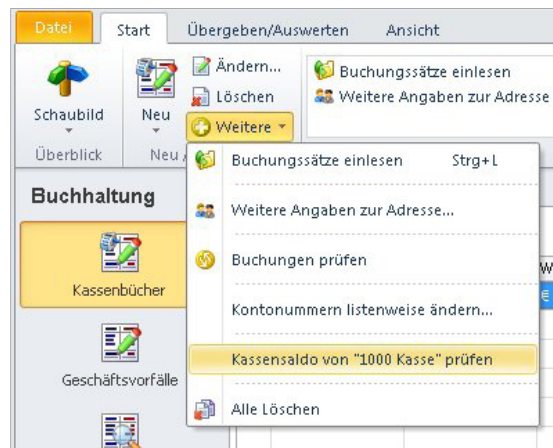 Datei Start Übergeben/Auswerten Ansicht
Ändern... Buchungssätze einlesen
Löschen Weitere Angaben zur Adresse
Schaubild Neu Weitere
Überblick Neu
Buchhaltung
Buchungssätze einlesen Strg+L
Weitere Angaben zur Adresse...
Buchungen prüfen
Kassenbücher
Kontonummern listenweise ändern...
Kassensaldo von "1000 Kasse" prüfen
Geschäftsvorfälle
Alle Löschen
W
€